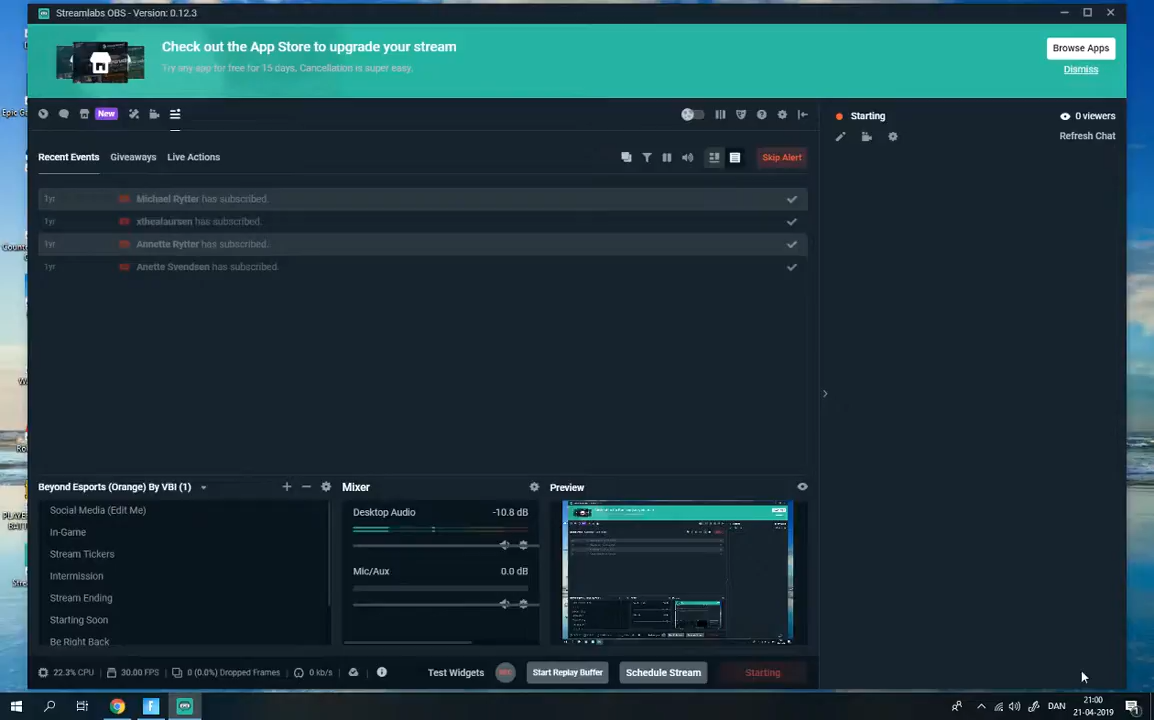 Streamlabs OBS - Version: 0.12.3
Check out the App Store to upgrade your stream
Try any app for free for 15 days. Cancellation is super easy.
Browse Apps
Dismiss
New
Starting
0 viewers
Refresh Chat
Recent Events
Giveaways
Live Actions
Skip Alert
1yr Michael Rytter has subscribed.
1yr xthealaursen has subscribed.
1yr Annette Rytter has subscribed.
1yr Anette Svendsen has subscribed.
Beyond Esports (Orange) By VBI (1)
Social Media (Edit Me)
In-Game
Stream Tickers
Intermission
Stream Ending
Starting Soon
Be Right Back
Mixer
Desktop Audio -10.8 dB
Mic/Aux 0.0 dB
Preview
22.3% CPU
30.00 FPS
0 (0.0%) Dropped Frames
0 kb/s
Test Widgets
REC
Start Replay Buffer
Schedule Stream
Starting
DAN
21:00
21-04-2019